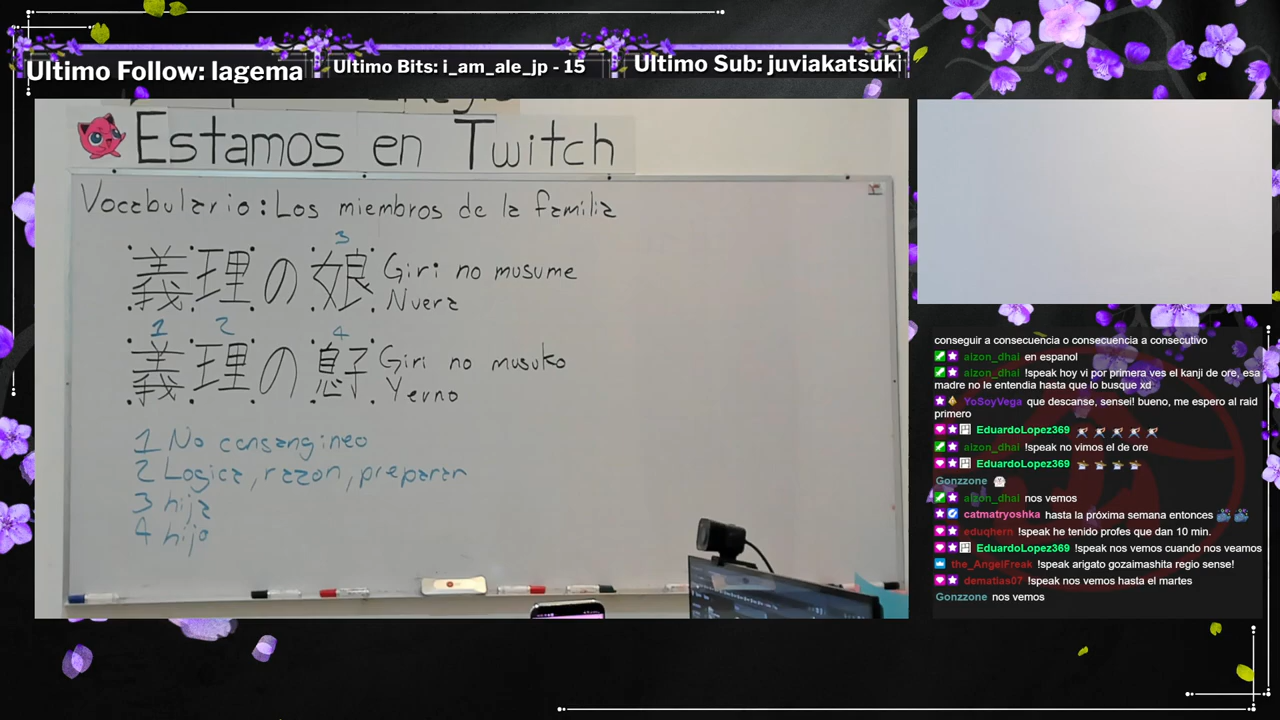 Ultimo Follow: lagema
Ultimo Bits: i_am_ale_jp - 15
Ultimo Sub: juviakatsuki
Estamos en Twitch
Vocabulario: Los miembros de la familia
3
義理の娘 Giri no musume
Nuera
1 2 4
義理の息子 Giri no musuko
Yerno
1 No consangineo
2 Logica, razon, preparar
3 hija
4 hijo
conseguir a consecuencia o consecuencia a consecutivo
aizon_dhal en espanol
aizon_dhal !speak hoy vi por primera ves el kanji de ore, esa
madre no le entendia hasta que lo busque xd
YoSoyVega que descanse, sensei! bueno, me espero al raid
primero
EduardoLopez369
aizon_dhal !speak no vimos el de ore
EduardoLopez369
Gonzzone
aizon_dhal nos vemos
catmatryoshka hasta la próxima semana entonces
eduqhern !speak he tenido profes que dan 10 min.
EduardoLopez369 !speak nos vemos cuando nos veamos
the_AngelFreak !speak arigato gozaimashita regio sense!
dematias07 !speak nos vemos hasta el martes
Gonzzone nos vemos